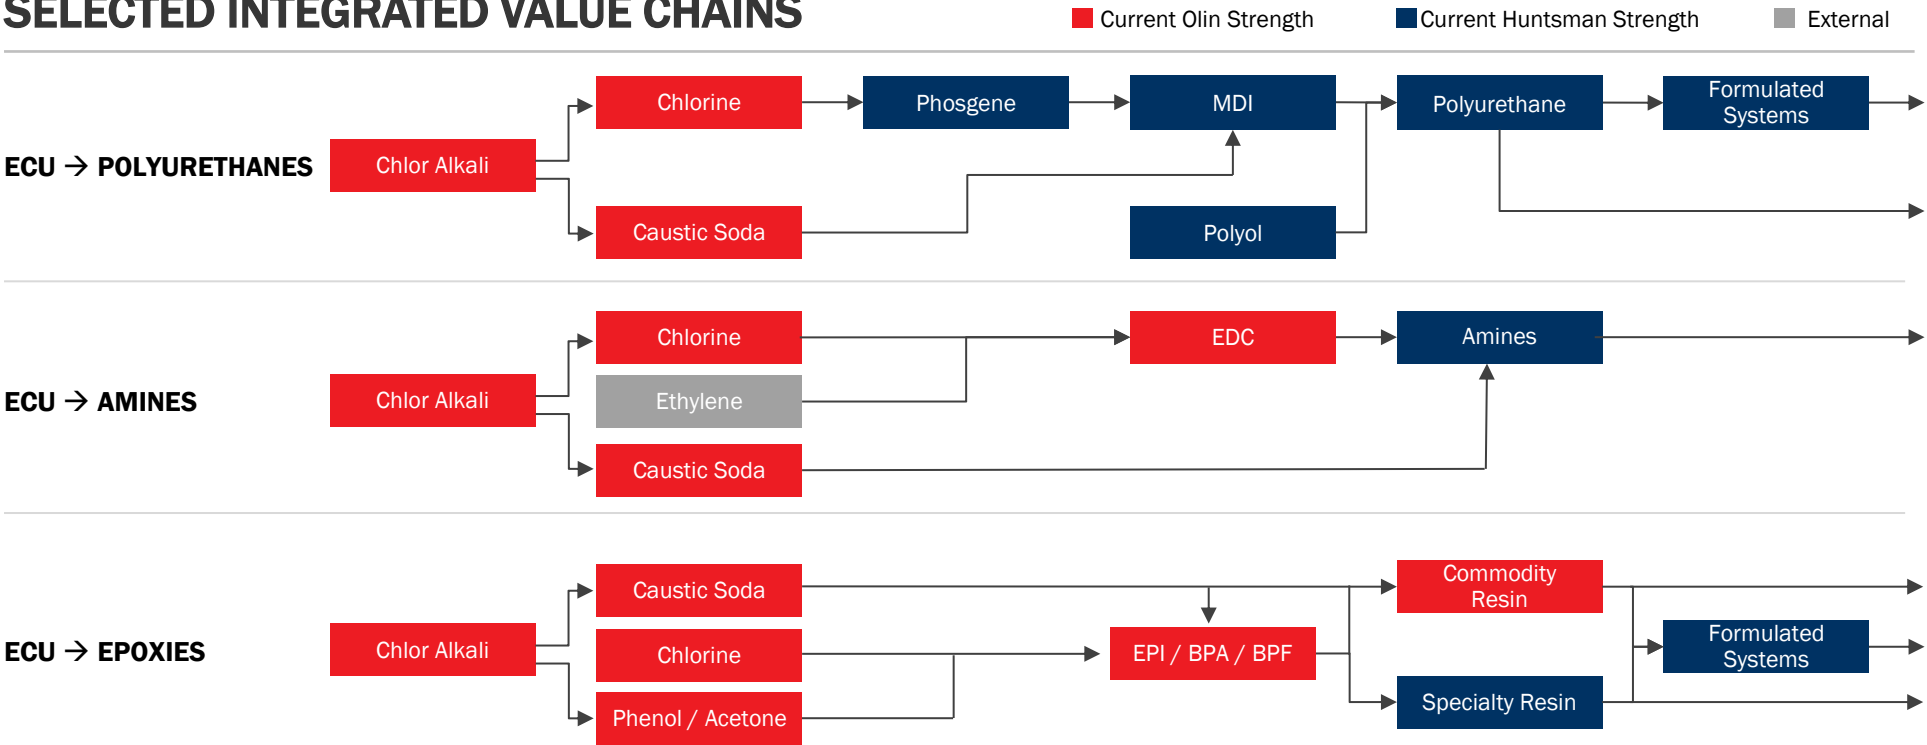 SELECTED INTEGRATED VALUE CHAINS
Current Olin Strength
Current Huntsman Strength
External
ECU → POLYURETHANES
Chlor Alkali
Chlorine
Caustic Soda
Phosgene
MDI
Polyol
Polyurethane
Formulated
Systems
ECU → AMINES
Chlor Alkali
Chlorine
Ethylene
Caustic Soda
EDC
Amines
ECU → EPOXIES
Chlor Alkali
Caustic Soda
Chlorine
Phenol / Acetone
EPI / BPA / BPF
Commodity
Resin
Specialty Resin
Formulated
Systems